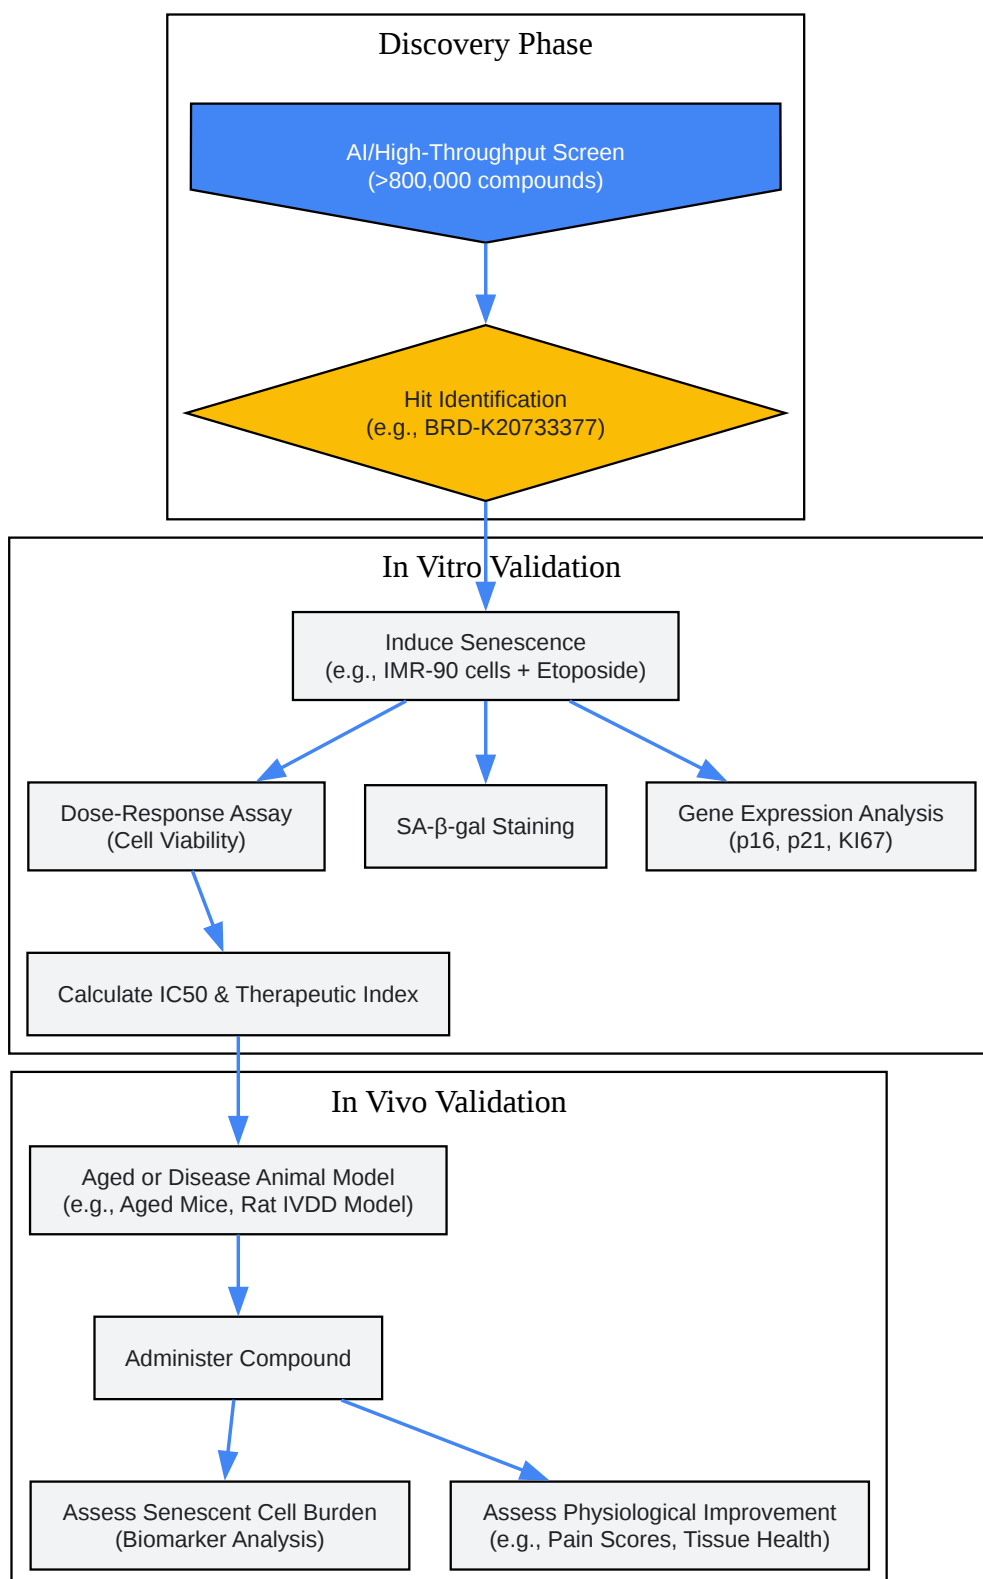 Discovery Phase
AI/High-Throughput Screen
(>800,000 compounds)
Hit Identification
(e.g., BRD-K20733377)
In Vitro Validation
Induce Senescence
(e.g., IMR-90 cells + Etoposide)
Dose-Response Assay
(Cell Viability)
SA-β-gal Staining
Gene Expression Analysis
(p16, p21, KI67)
Calculate IC50 & Therapeutic Index
In Vivo Validation
Aged or Disease Animal Model
(e.g., Aged Mice, Rat IVDD Model)
Administer Compound
Assess Senescent Cell Burden
(Biomarker Analysis)
Assess Physiological Improvement
(e.g., Pain Scores, Tissue Health)